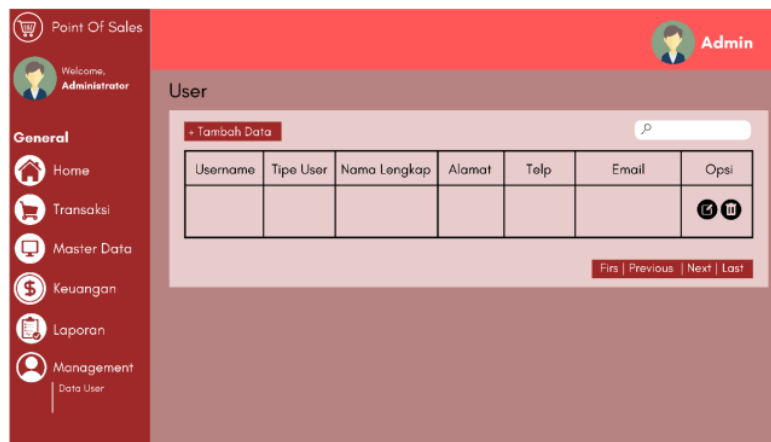 Point Of Sales
Welcome,
Administrator
Admin
General
Home
Transaksi
Master Data
Keuangan
Laporan
Management
Data User
User
+ Tambah Data
Username Tipe User Nama Lengkap Alamat Telp Email Opsi
Firs | Previous | Next | Last